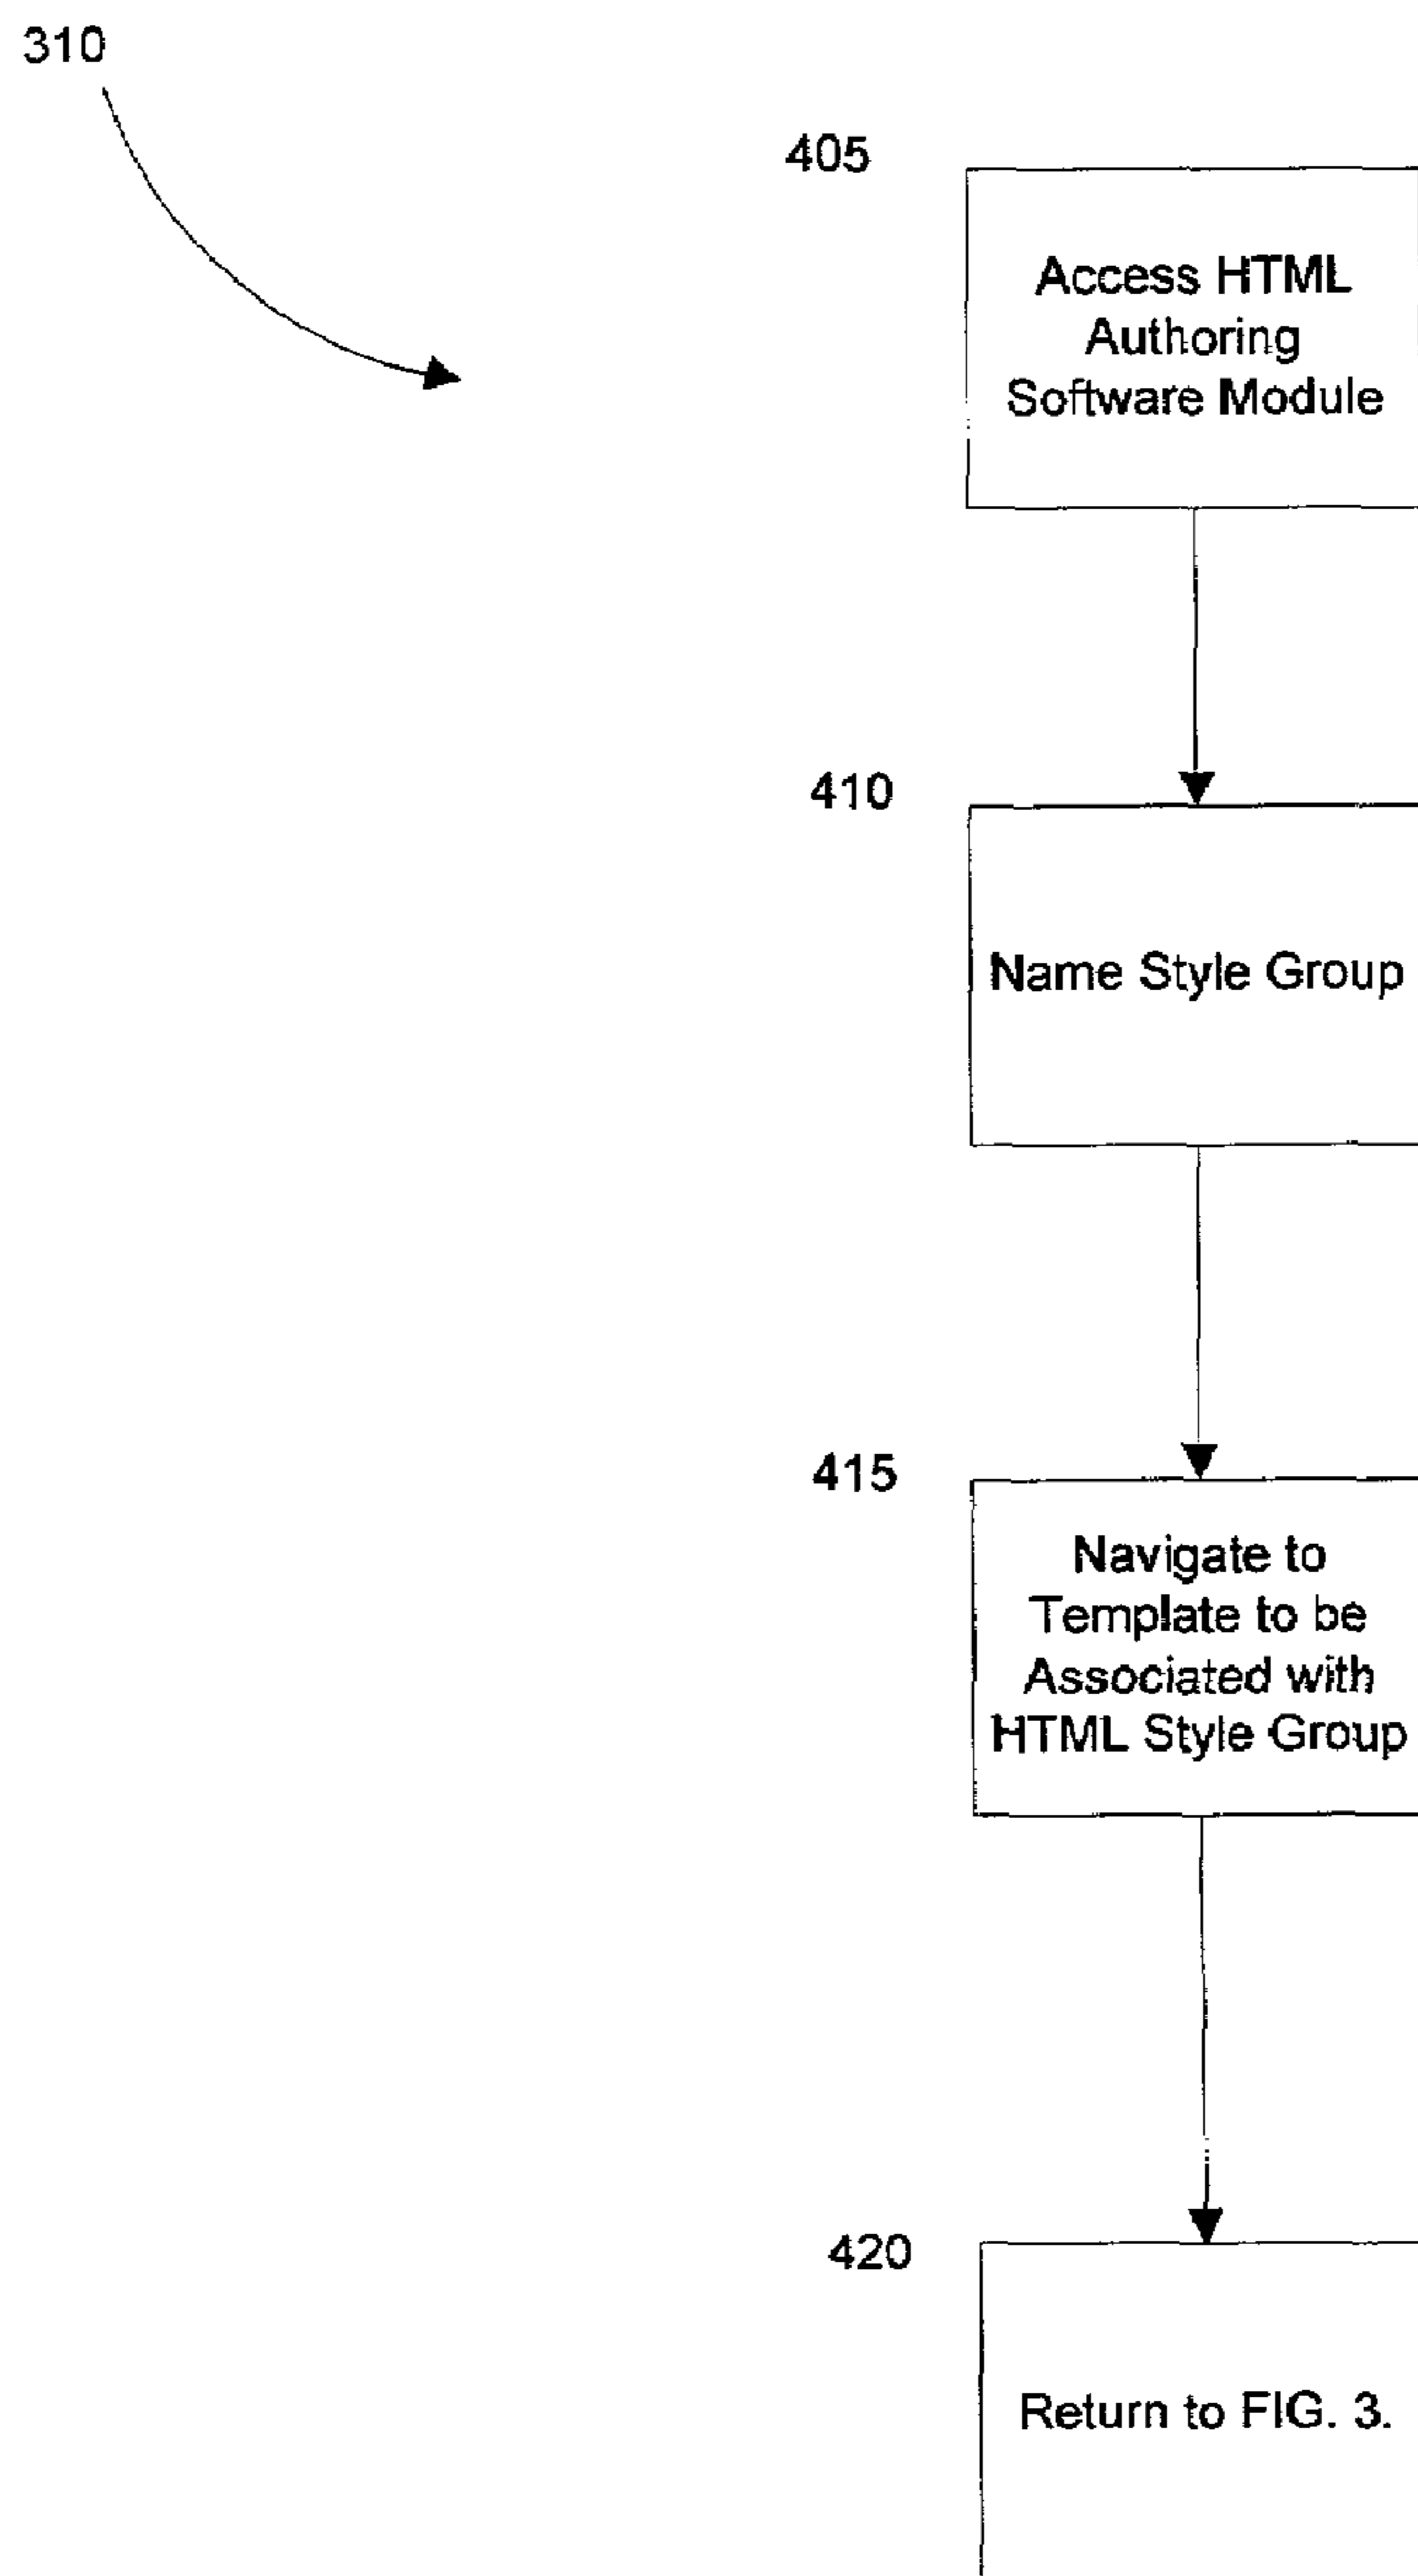 310
405
Access HTML
Authoring
Software Module
410
Name Style Group
415
Navigate to
Template to be
Associated with
HTML Style Group
420
Return to FIG. 3.